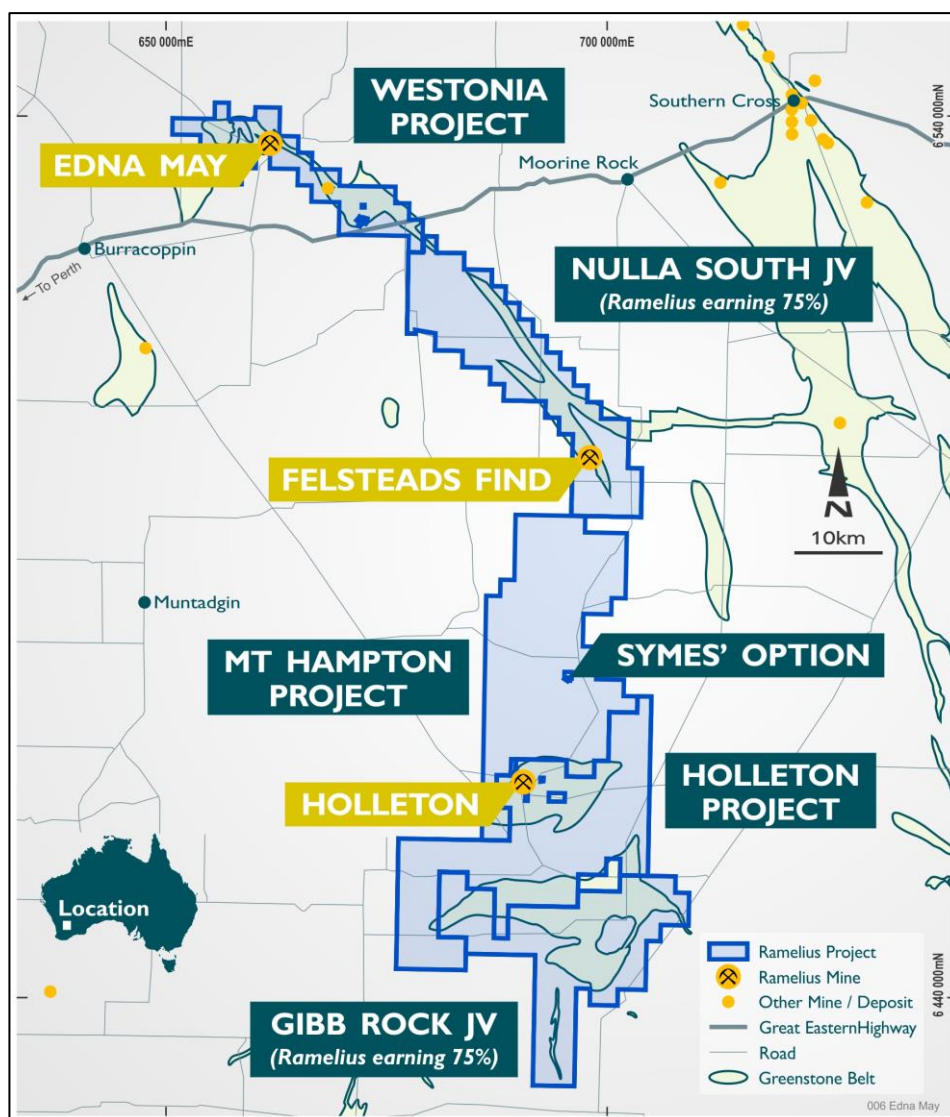 650 000mE
700 000mE
WESTONIA
PROJECT
Southern Cross
6 540 000mN
EDNA MAY
Moorine Rock
Burracoppin
← To Perth
NULLA SOUTH JV
(Ramelius earning 75%)
FELSTEADS FIND
N
10km
Muntadgin
MT HAMPTON
PROJECT
SYMES' OPTION
HOLLETON
HOLLETON
PROJECT
Location
GIBB ROCK JV
(Ramelius earning 75%)
6 440 000mN
Ramelius Project
Ramelius Mine
Other Mine / Deposit
Great EasternHighway
Road
Greenstone Belt
006 Edna May